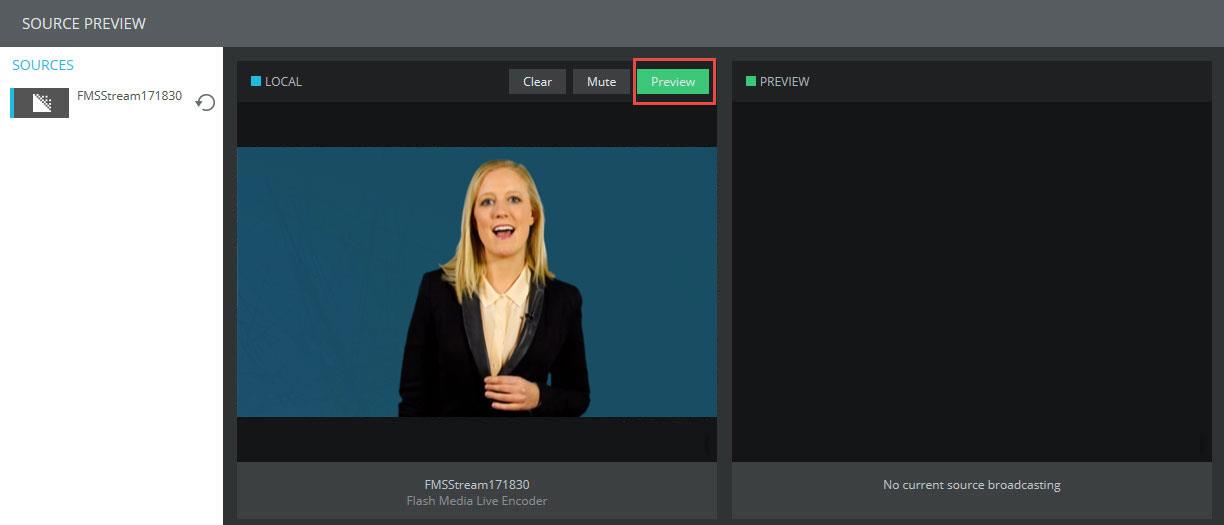 SOURCE PREVIEW
SOURCES
FMSStream171830
LOCAL
Clear
Mute
Preview
PREVIEW
FMSStream171830
Flash Media Live Encoder
No current source broadcasting